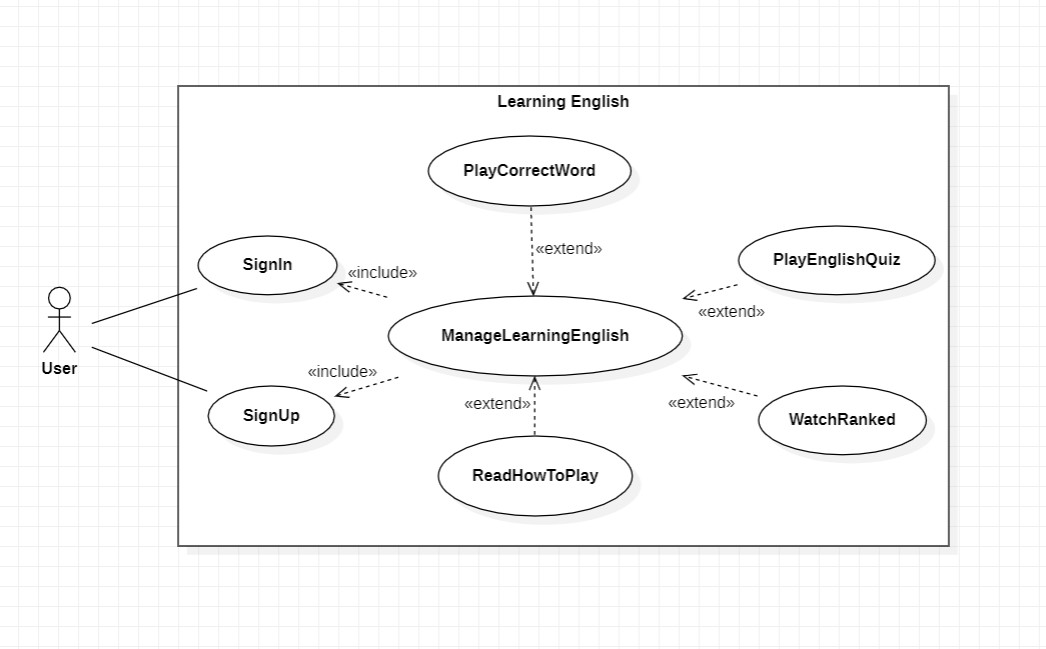 Learning English
PlayCorrectWord
«extend»
PlayEnglishQuiz
SignIn
«include»
«extend»
ManageLearningEnglish
User
«include»
«extend»
«extend»
SignUp
WatchRanked
ReadHowToPlay